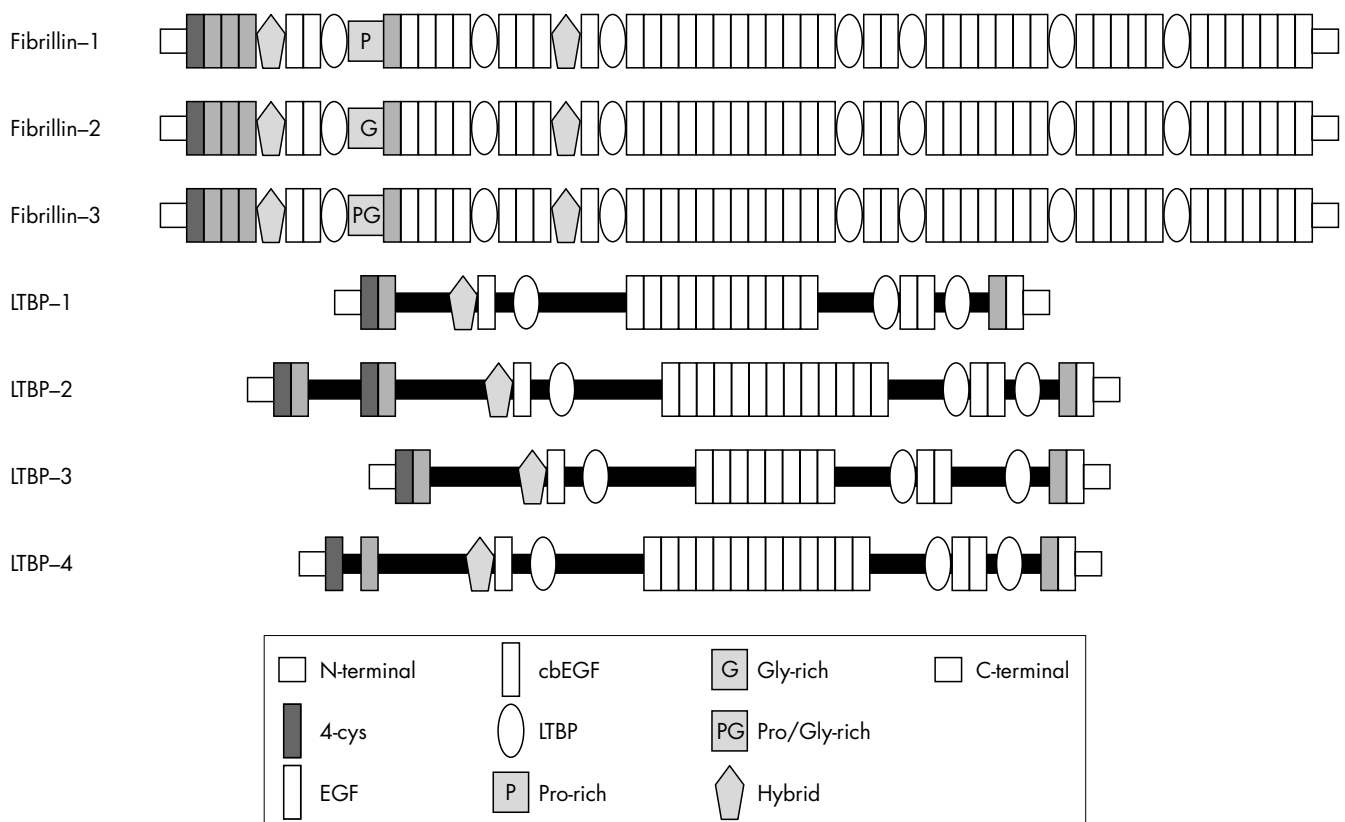 Fibrillin–1
P
Fibrillin–2
G
Fibrillin–3
PG
LTBP–1
LTBP–2
LTBP–3
LTBP–4
N-terminal cbEGF G Gly-rich C-terminal
4-cys LTBP PG Pro/Gly-rich
EGF P Pro-rich Hybrid